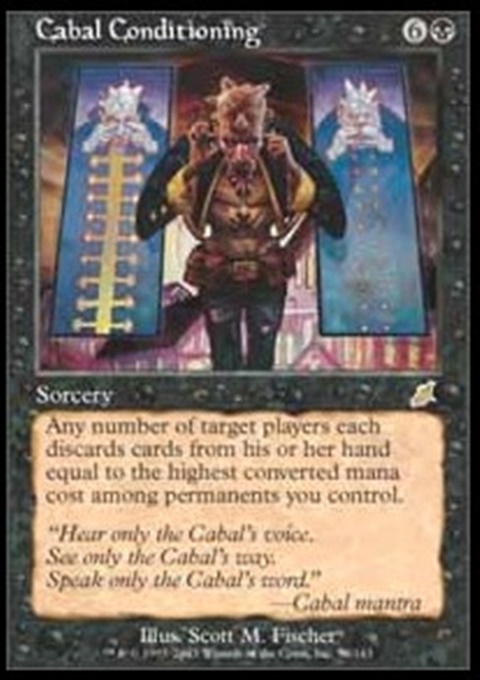 Cabal Conditioning 6
Sorcery
Any number of target players each
discards cards from his or her hand
equal to the highest converted mana
cost among permanents you control.
"Hear only the Cabal's voice.
See only the Cabal's way.
Speak only the Cabal's word."
—Cabal mantra
Illus. Scott M. Fischer